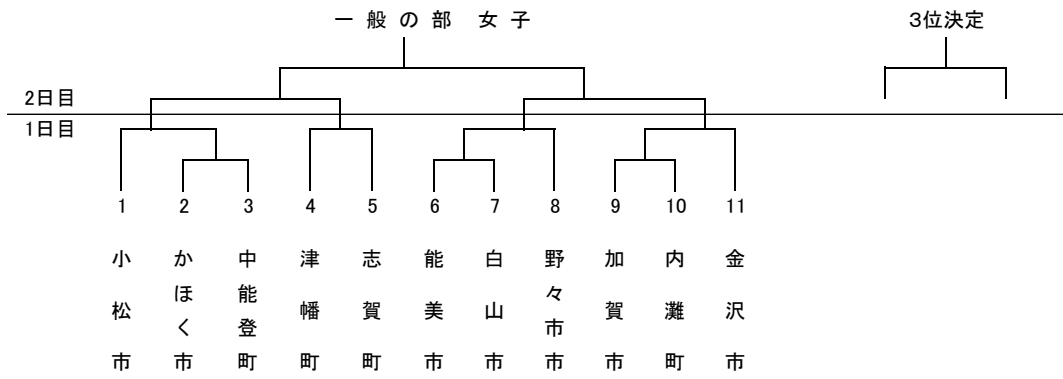 一般の部 女子
3位決定
2日目
1日目
1 2 3 4 5 6 7 8 9 10 11
小松市
かほく市
中能登町
津幡町
志賀町
能美市
白山市
野々市市
加賀市
内灘町
金沢市